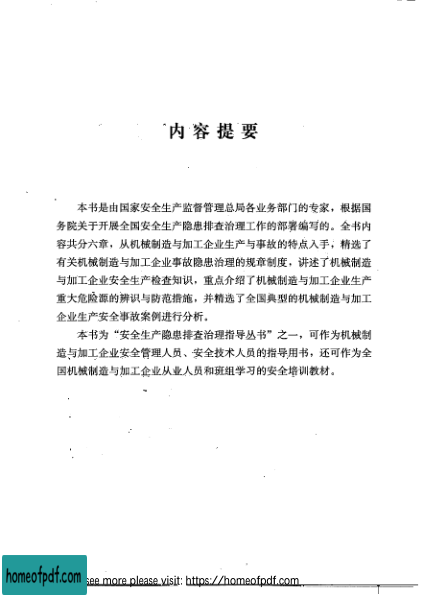 内容提要
本书是由国家安全生产监督管理总局各业务部门的专家，根据国
务院关于开展全国安全生产隐患排查治理工作的部署编写的。全书内
容共分六章，从机械制造与加工企业生产与事故的特点入手，精选了
有关机械制造与加工企业事故隐患治理的规章制度，讲述了机械制造
与加工企业安全生产检查知识，重点介绍了机械制造与加工企业生产
重大危险源的辨识与防范措施，并精选了全国典型的机械制造与加工
企业生产安全事故案例进行分析。
本书为“安全生产隐患排查治理指导丛书”之一，可作为机械制
造与加工企业安全管理人员、安全技术人员的指导用书，还可作为全
国机械制造与加工企业从业人员和班组学习的安全培训教材。
homeofpdf.com
see more please visit: https://homeofpdf.com